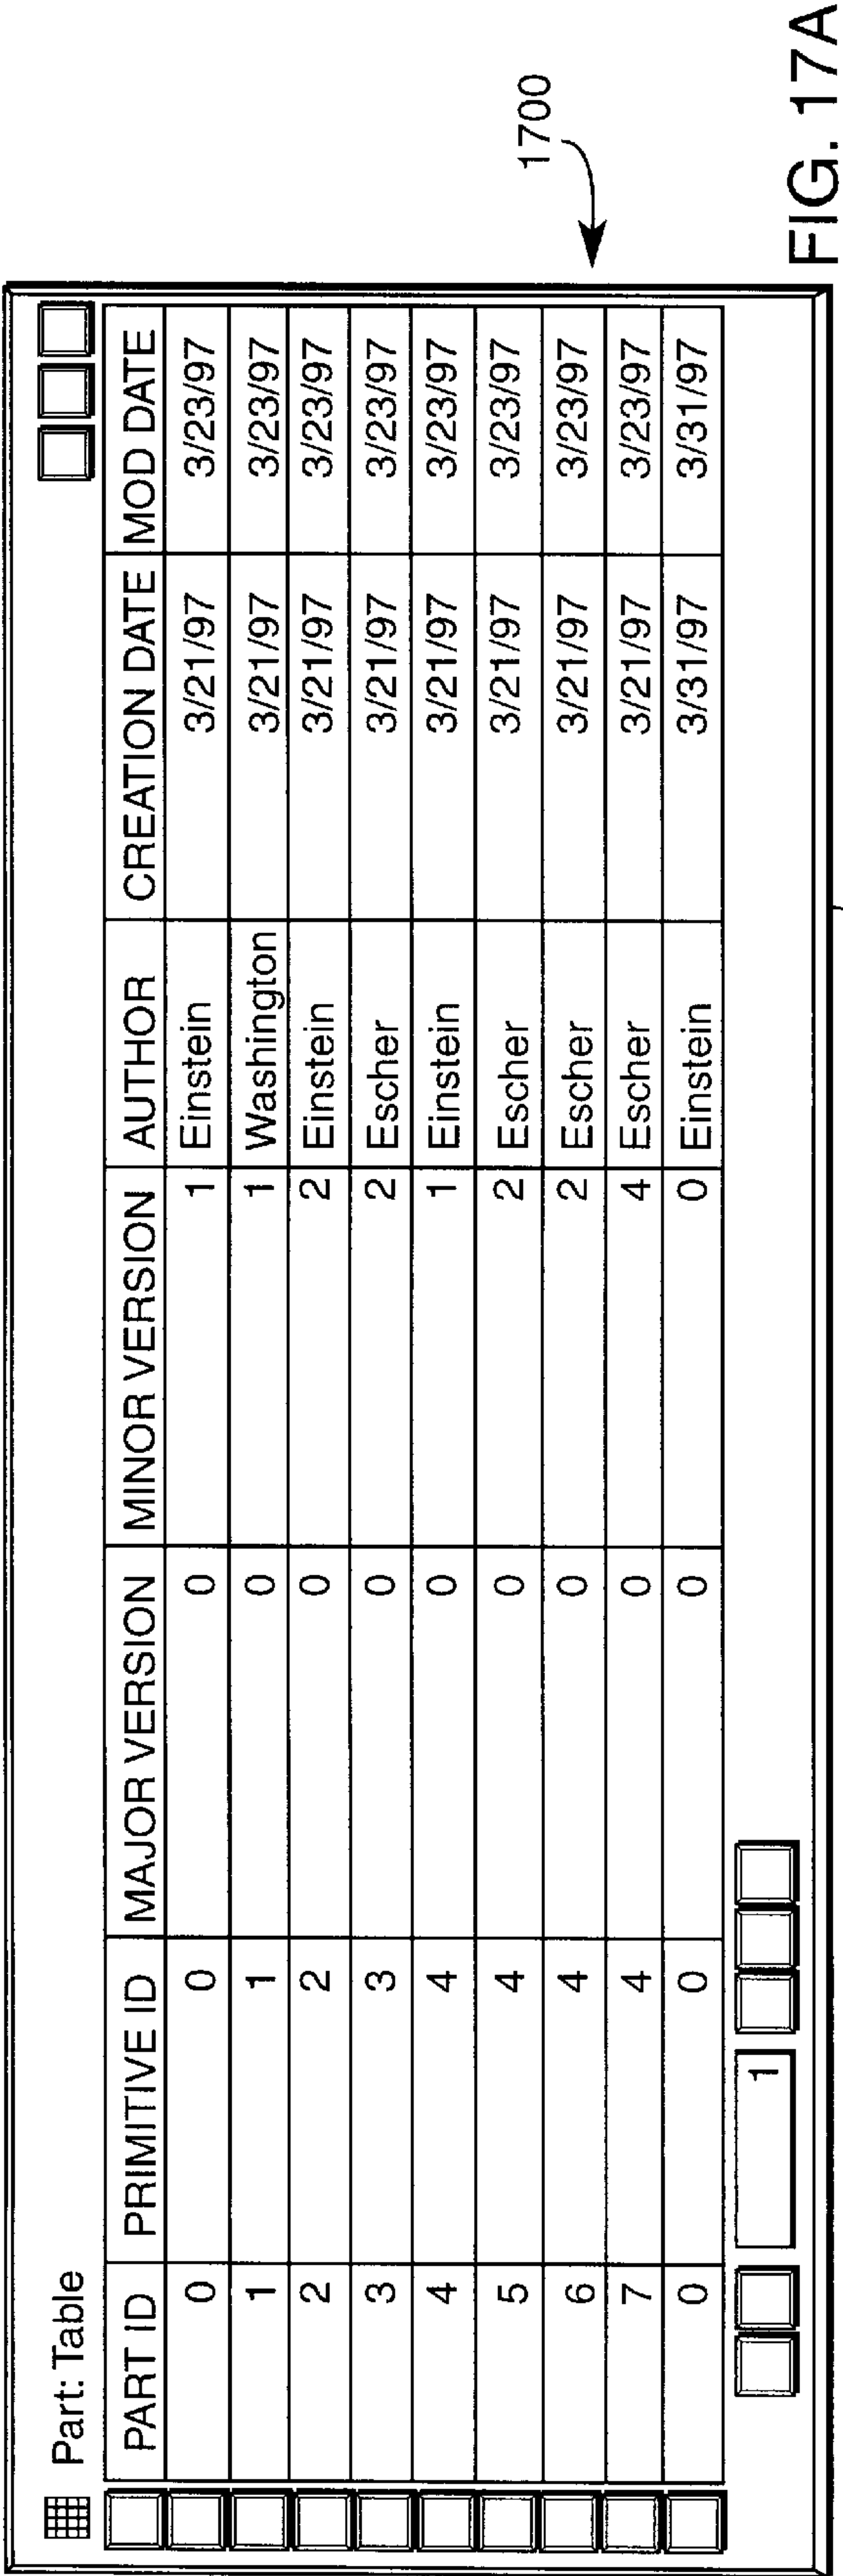 Part: Table
PART ID PRIMITIVE ID MAJOR VERSION MINOR VERSION AUTHOR CREATION DATE MOD DATE
0 0 0 1 Einstein 3/21/97 3/23/97
1 1 0 1 Washington 3/21/97 3/23/97
2 2 0 2 Einstein 3/21/97 3/23/97
3 3 0 2 Escher 3/21/97 3/23/97
4 4 0 1 Einstein 3/21/97 3/23/97
5 4 0 2 Escher 3/21/97 3/23/97
6 4 0 2 Escher 3/21/97 3/23/97
7 4 0 4 Escher 3/21/97 3/23/97
0 0 0 0 Einstein 3/31/97 3/31/97
1
1700
FIG. 17A